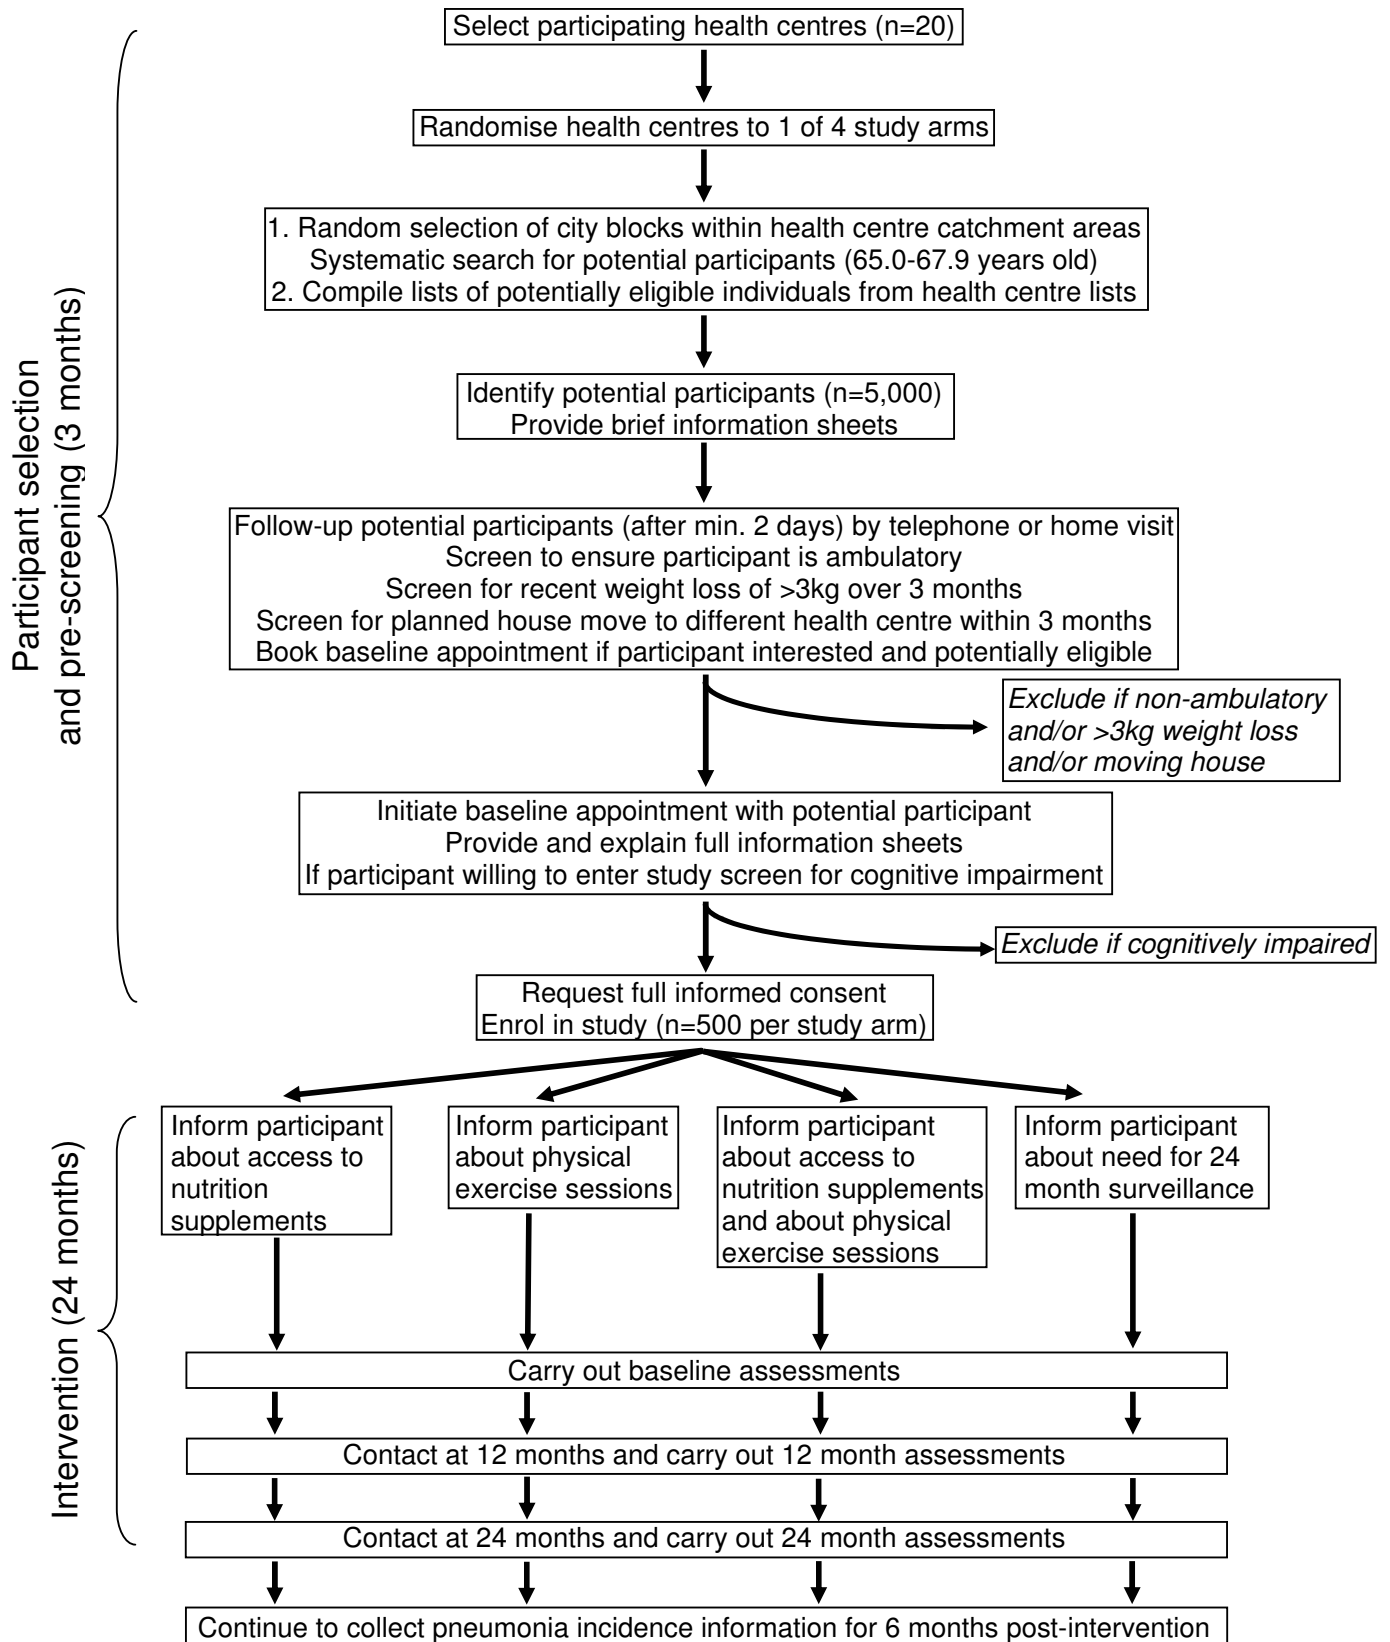 Select participating health centres (n=20)
Randomise health centres to 1 of 4 study arms
1. Random selection of city blocks within health centre catchment areas
Systematic search for potential participants (65.0-67.9 years old)
2. Compile lists of potentially eligible individuals from health centre lists
Identify potential participants (n=5,000)
Provide brief information sheets
Participant selection
and pre-screening (3 months)
Follow-up potential participants (after min. 2 days) by telephone or home visit
Screen to ensure participant is ambulatory
Screen for recent weight loss of >3kg over 3 months
Screen for planned house move to different health centre within 3 months
Book baseline appointment if participant interested and potentially eligible
Exclude if non-ambulatory
and/or >3kg weight loss
and/or moving house
Initiate baseline appointment with potential participant
Provide and explain full information sheets
If participant willing to enter study screen for cognitive impairment
Exclude if cognitively impaired
Request full informed consent
Enrol in study (n=500 per study arm)
Intervention (24 months)
Inform participant
about access to
nutrition
supplements
Inform participant
about physical
exercise sessions
Inform participant
about access to
nutrition supplements
and about physical
exercise sessions
Inform participant
about need for 24
month surveillance
Carry out baseline assessments
Contact at 12 months and carry out 12 month assessments
Contact at 24 months and carry out 24 month assessments
Continue to collect pneumonia incidence information for 6 months post-intervention